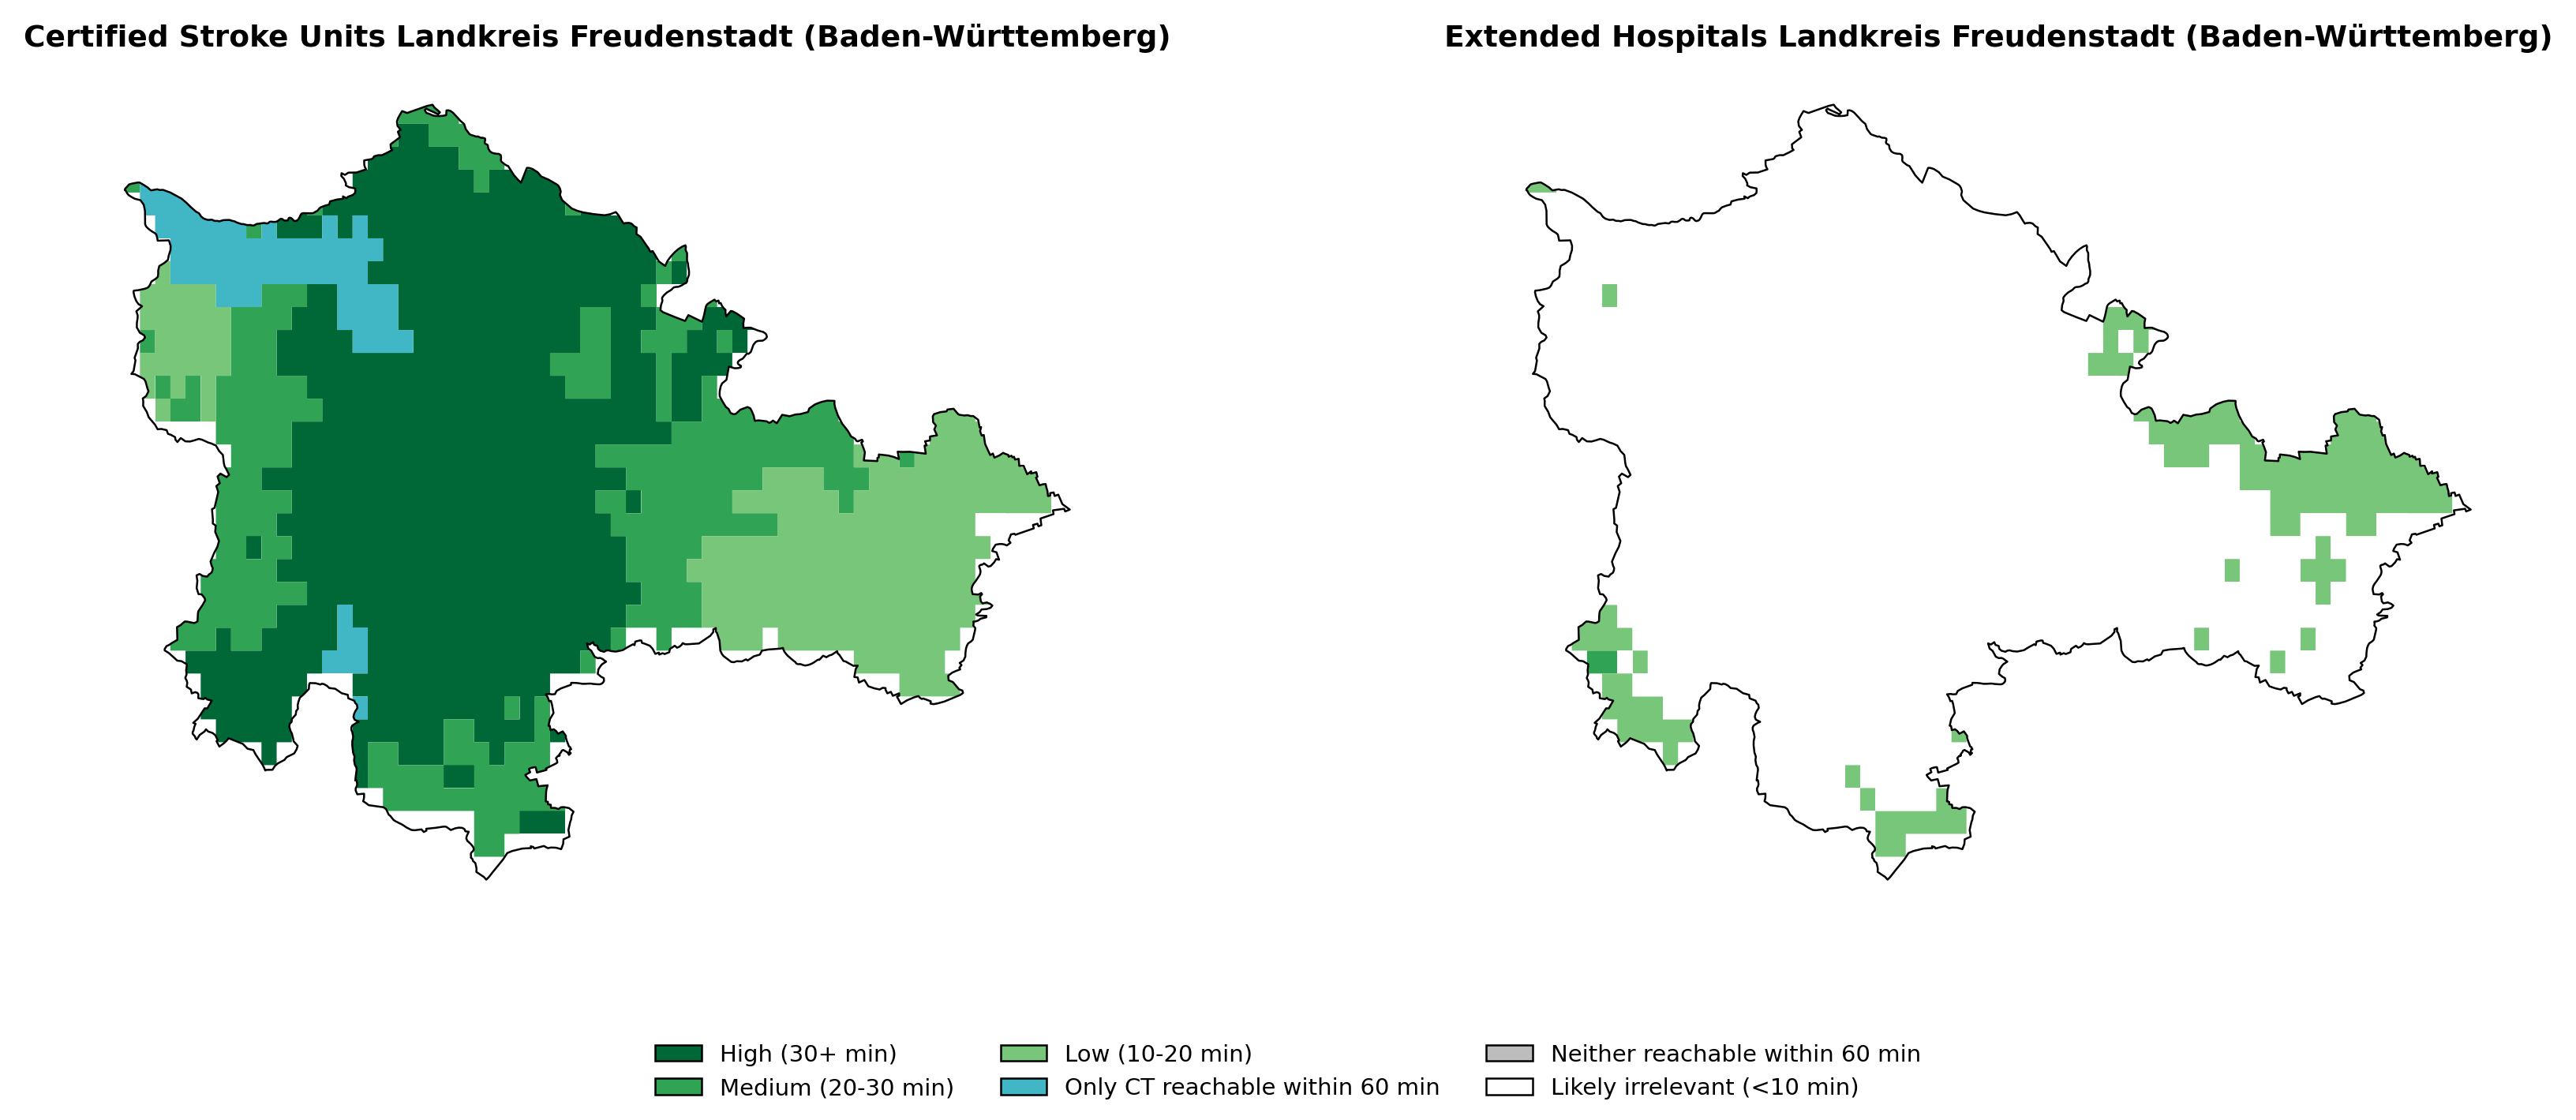 Certified Stroke Units Landkreis Freudenstadt (Baden-Württemberg)
Extended Hospitals Landkreis Freudenstadt (Baden-Württemberg)
High (30+ min)
Medium (20-30 min)
Low (10-20 min)
Only CT reachable within 60 min
Neither reachable within 60 min
Likely irrelevant (<10 min)